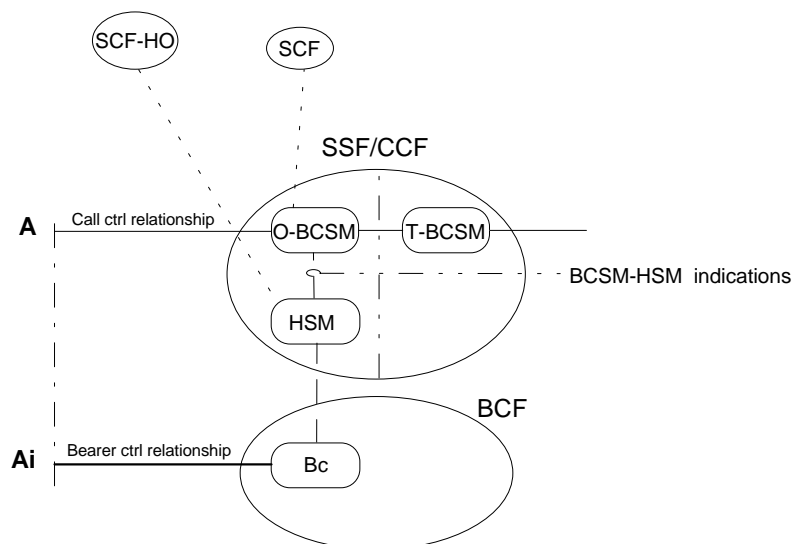 SCF-HO
SCF
SSF/CCF
A
Call ctrl relationship
O-BCSM
T-BCSM
BCSM-HSM indications
HSM
BCF
Ai
Bearer ctrl relationship
Bc